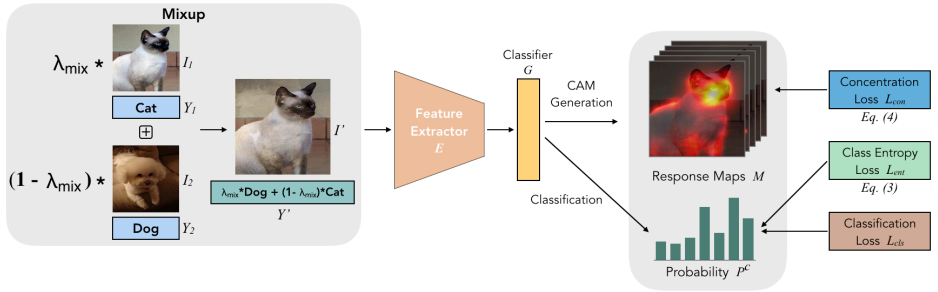 Mixup
λmix *
I1
Cat
Y1
+
(1 - λmix) *
I2
Dog
Y2
I'
λmix*Dog + (1- λmix)*Cat
Y'
Feature
Extractor
E
Classifier
G
CAM
Generation
Classification
Response Maps M
Probability P^C
Concentration
Loss Lcon
Eq. (4)
Class Entropy
Loss Lent
Eq. (3)
Classification
Loss Lcls